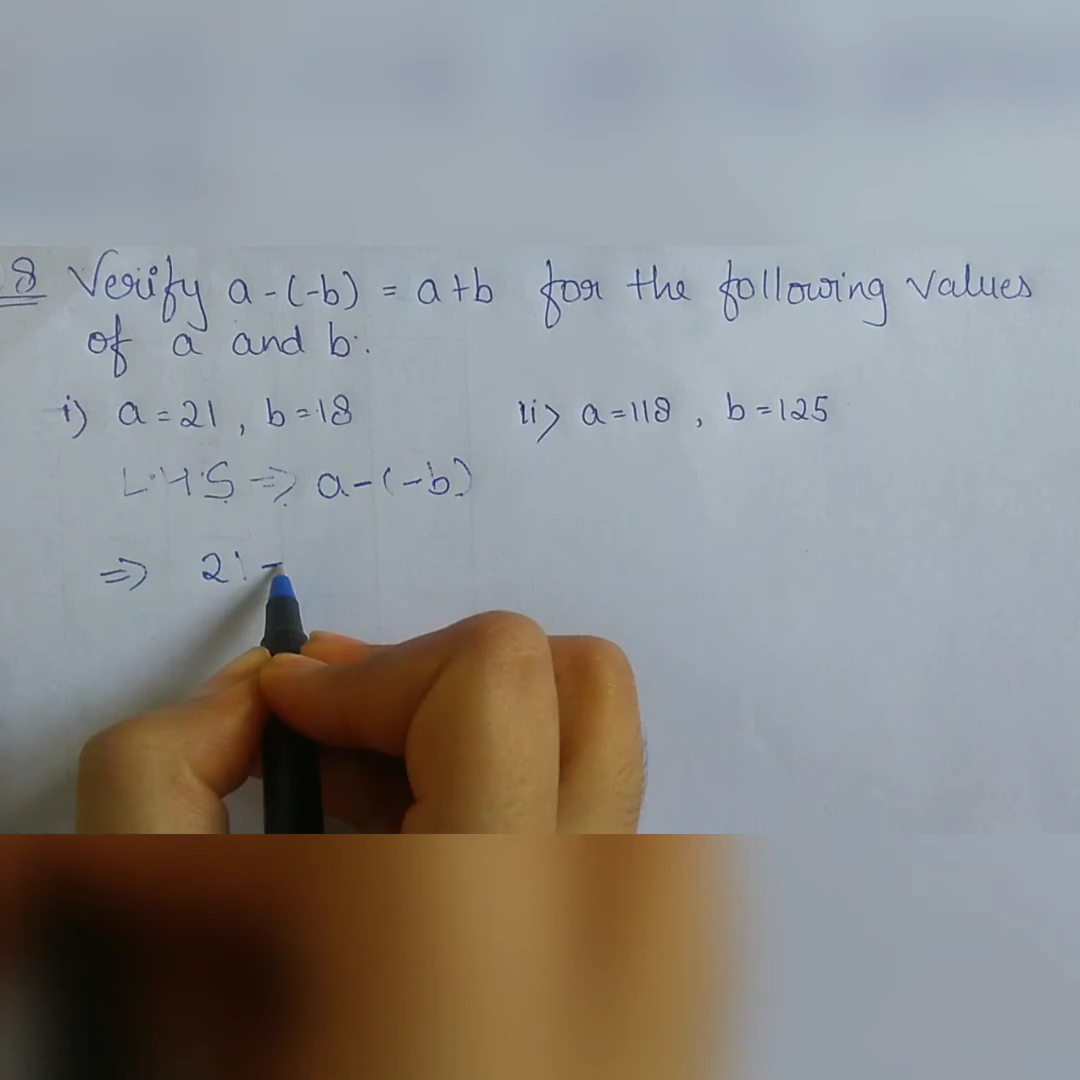 8 Verify a-(-b) = a+b for the following values
of a and b.
i) a=21, b=18 ii> a=118, b=125
L.H.S => a-(-b)
=> 21-